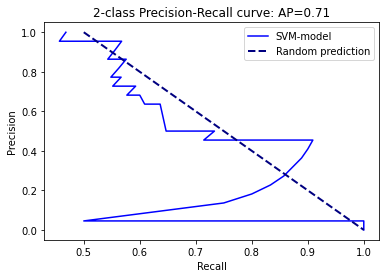 2-class Precision-Recall curve: AP=0.71
SVM-model
Random prediction
Precision
1.0
0.8
0.6
0.4
0.2
0.0
0.5 0.6 0.7 0.8 0.9 1.0
Recall